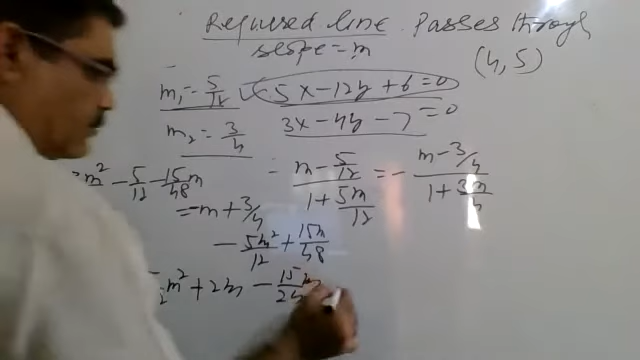 Required line Passes through
slope = m (4, 5)
m₁ = 5/12 ✓ 5x - 12y + 6 = 0
m₂ = 3/4 3x - 4y - 7 = 0
(m - 5/12)/(1 + 5m/12) = - (m - 3/4)/(1 + 3m/4)
m² - 5/12 - 15/48 m
= -m + 3/4
- 5m²/12 + 15m/48
m² + 2m - 15/24